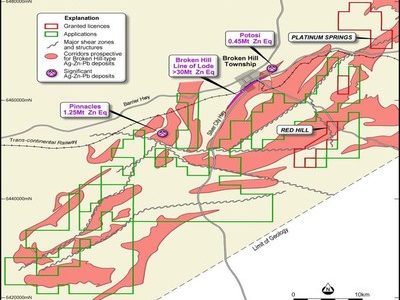 6480000mN
Explanation
Granted licences
Applications
Major shear zones
and structures
Corridors prospective
for Broken Hill-type
Ag-Zn-Pb deposits
Significant
Ag-Zn-Pb deposits
Potosi
0.45Mt Zn Eq
PLATINUM SPRINGS
Broken Hill
Line of Lode
>30Mt Zn Eq
Broken Hill
Township
6460000mN
Pinnacles
1.25Mt Zn Eq
Barrier Hwy
Silver City Hwy
Trans-continental Railway
RED HILL
6440000mN
Limit of Geology
6420000mN
0
10km